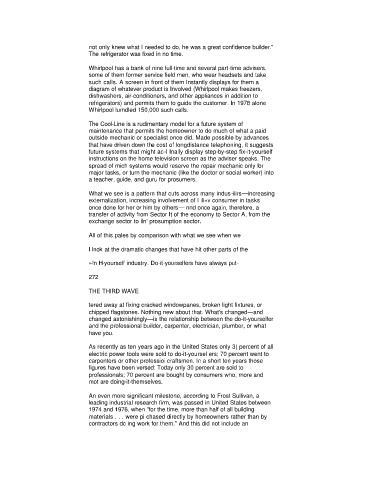 not only knew what I needed to do, he was a great confidence builder."
The refrigerator was fixed in no time.
Whirlpool has a bank of nine full-time and several part-time advisers,
some of them former service field men, who wear headsets and take
such calls. A screen in front of them Instantly displays for them a
diagram of whatever product is Involved (Whirlpool makes freezers,
dishwashers, air-conditioners, and other appliances in addition to
refrigerators) and permits them to guide the customer. In 1978 alone
Whirlpool lumdled 150,000 such calls.
The Cool-Line is a rudimentary model for a future system of
maintenance that permits the homeowner to do much of what a paid
outside mechanic or specialist once did. Made possible by advances
that have driven down the cost of fongdistance telephoning, it suggests
future systems that might ac-t Inally display step-by-step fix-it-yourself
instructions on the home television screen as the adviser speaks. The
spread of mich systems would reserve the repair mechanic only for
major tasks, or turn the mechanic (like the doctor or social worker) into
a teacher, guide, and guru for prosumers.
What we see is a pattern that cuts across many indus-iiiis—increasing
externalization, increasing involvement of I iI«v consumer in tasks
once done for her or him by others— nnd once again, therefore, a
transfer of activity from Sector It) of the economy to Sector A, from the
exchange sector to iln' prosumption sector.
All of this pales by comparison with what we see when we
I look at the dramatic changes that have hit other parts of the
«/n H-yourself industry. Do-it-yourselfers have always put-
272
THE THIRD WAVE
tered away at fixing cracked windowpanes, broken light fixtures, or
chipped flagstones. Nothing new about that. What's changed—and
changed astonishingly—is the relationship between the do-it-youiselfer
and the professional builder, carpenter, electrician, plumber, or what
have you.
As recently as ten years ago in the United States only 3| percent of all
electric power tools were sold to do-it-yoursel ers; 70 percent went to
carpenters or other professioi craftsmen. In a short ten years those
figures have been versed: Today only 30 percent are sold to
professionals; 70 percent are bought by consumers who, more and
mot are doing-it-themselves.
An even more significant milestone, according to Frost Sullivan, a
leading industrial research firm, was passed in United States between
1974 and 1976, when "for the time, more than half of all building
materials . . . were pi chased directly by homeowners rather than by
contractors do ing work for them." And this did not include an